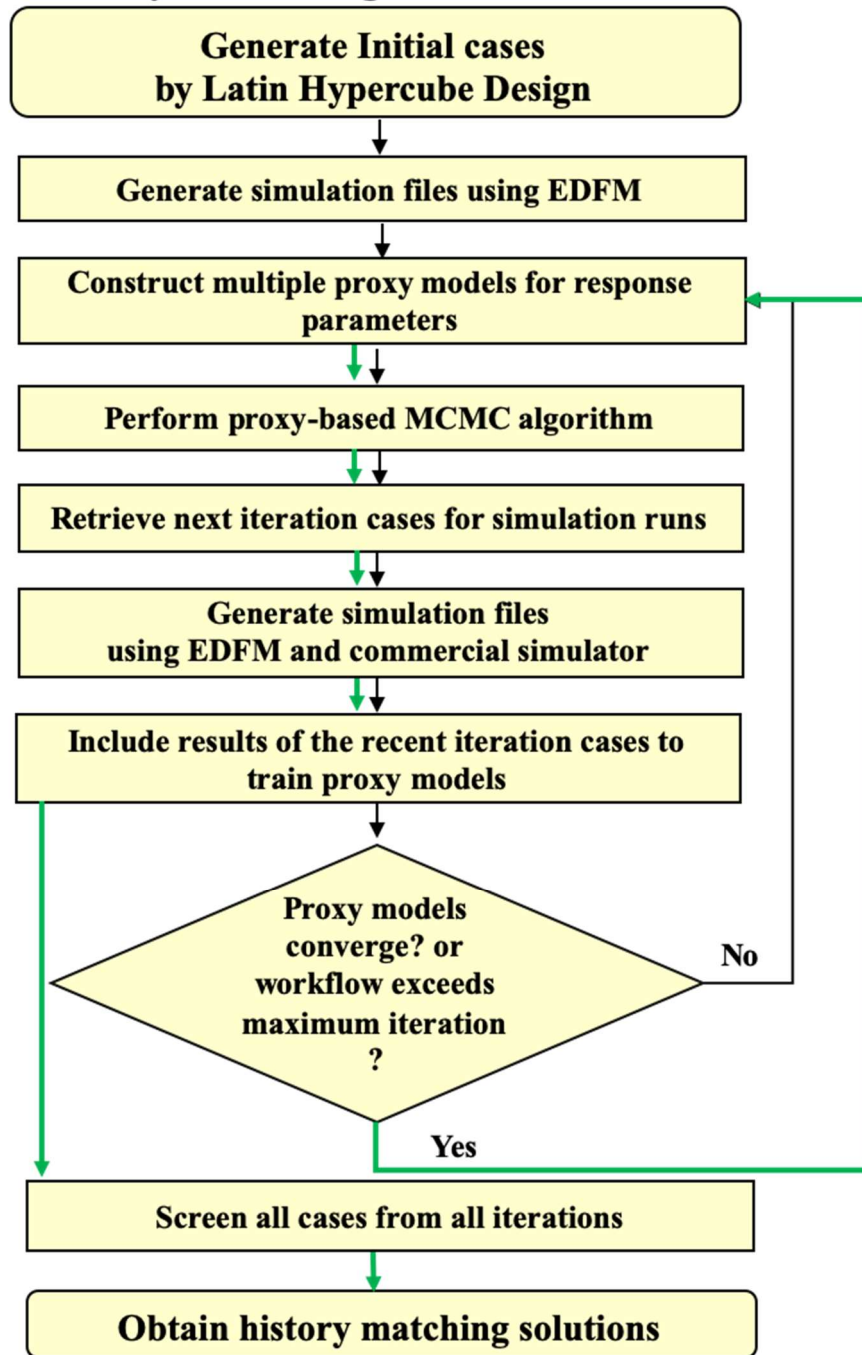 Generate Initial cases
by Latin Hypercube Design
Generate simulation files using EDFM
Construct multiple proxy models for response
parameters
Perform proxy-based MCMC algorithm
Retrieve next iteration cases for simulation runs
Generate simulation files
using EDFM and commercial simulator
Include results of the recent iteration cases to
train proxy models
Proxy models
converge? or
workflow exceeds
maximum iteration
?
No
Yes
Screen all cases from all iterations
Obtain history matching solutions